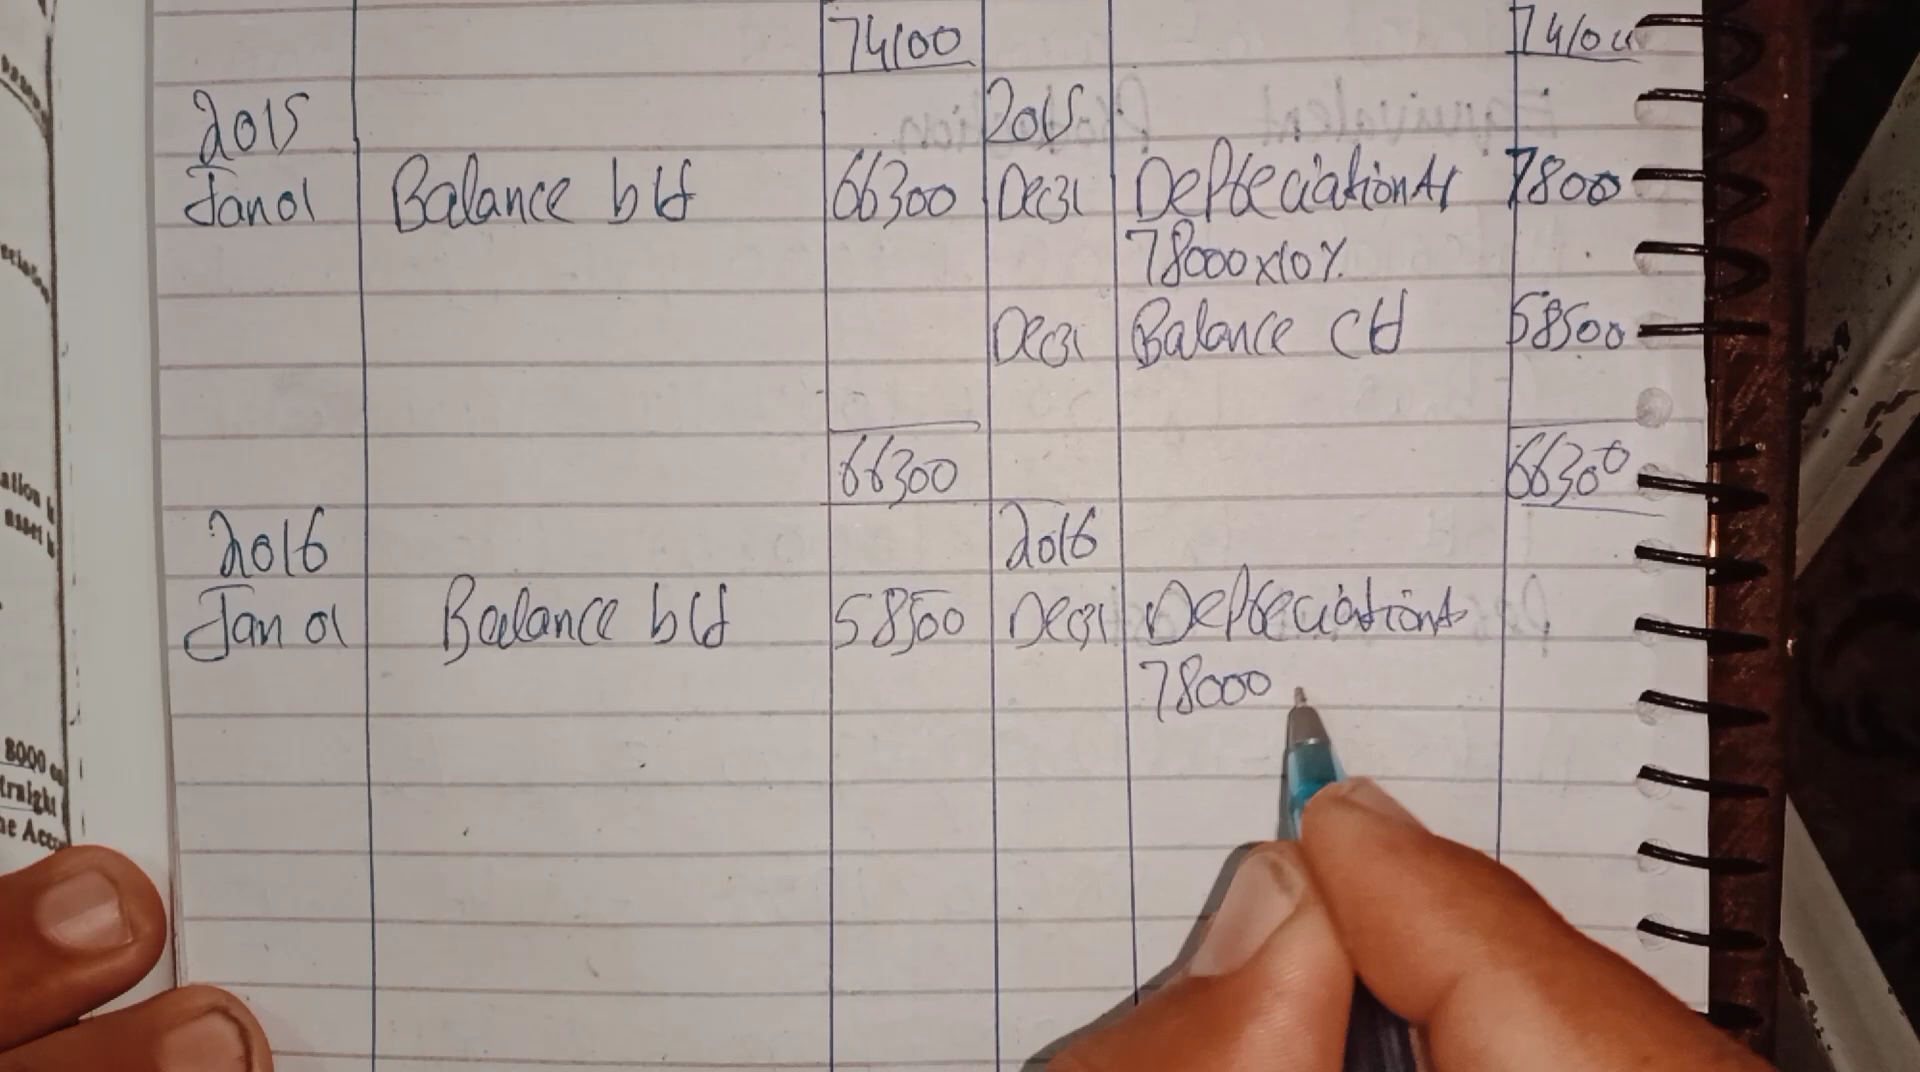 74100 74100
2015 2015
Jan 01 Balance b/d 66300 Dec 31 Depreciation A/c 7800
78000x10%
Dec 31 Balance c/d 58500
66300 66300
2016 2016
Jan 01 Balance b/d 58500 Dec 31 Depreciation A
78000
8000